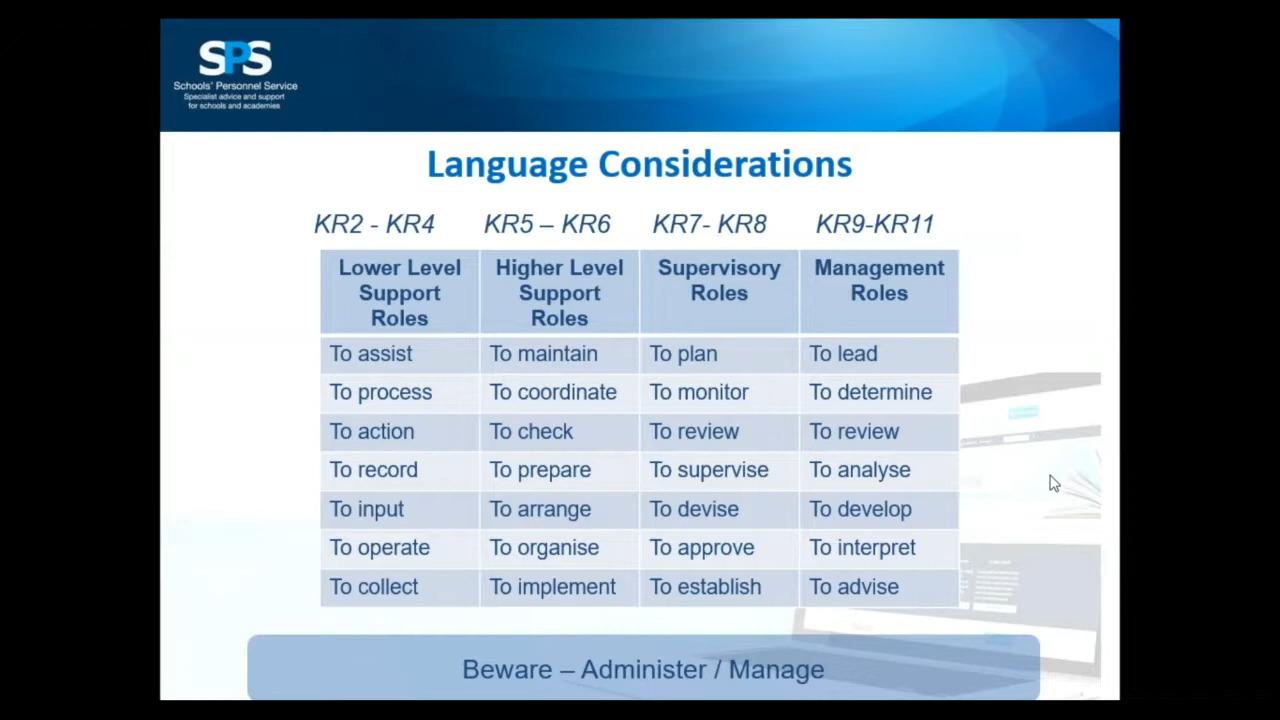 SPS
Schools' Personnel Service
Specialist advice and support
for schools and academies
Language Considerations
KR2 - KR4
KR5 – KR6
KR7- KR8
KR9-KR11
Lower Level
Support
Roles
Higher Level
Support
Roles
Supervisory
Roles
Management
Roles
To assist
To maintain
To plan
To lead
To process
To coordinate
To monitor
To determine
To action
To check
To review
To review
To record
To prepare
To supervise
To analyse
To input
To arrange
To devise
To develop
To operate
To organise
To approve
To interpret
To collect
To implement
To establish
To advise
Beware – Administer / Manage